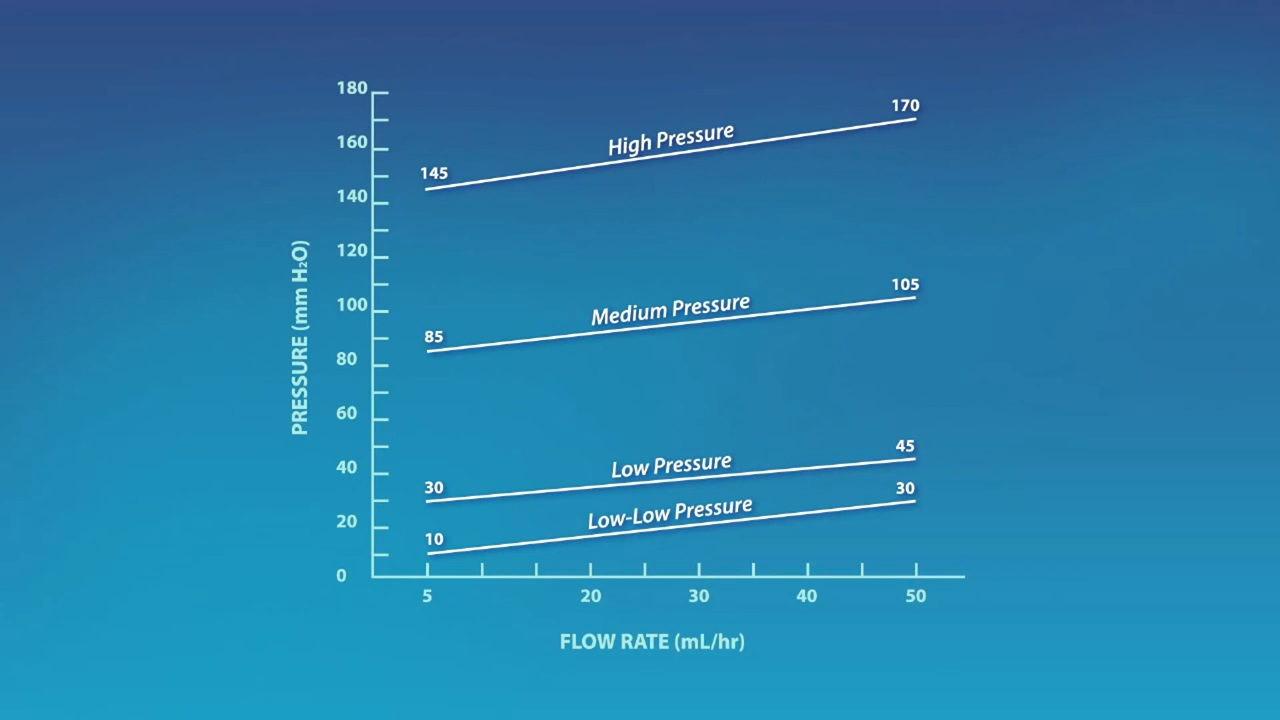 180
170
High Pressure
160
145
140
120
PRESSURE (mm H₂O)
105
100
Medium Pressure
85
80
60
45
Low Pressure
40
30
30
Low-Low Pressure
20
10
0
5 20 30 40 50
FLOW RATE (mL/hr)